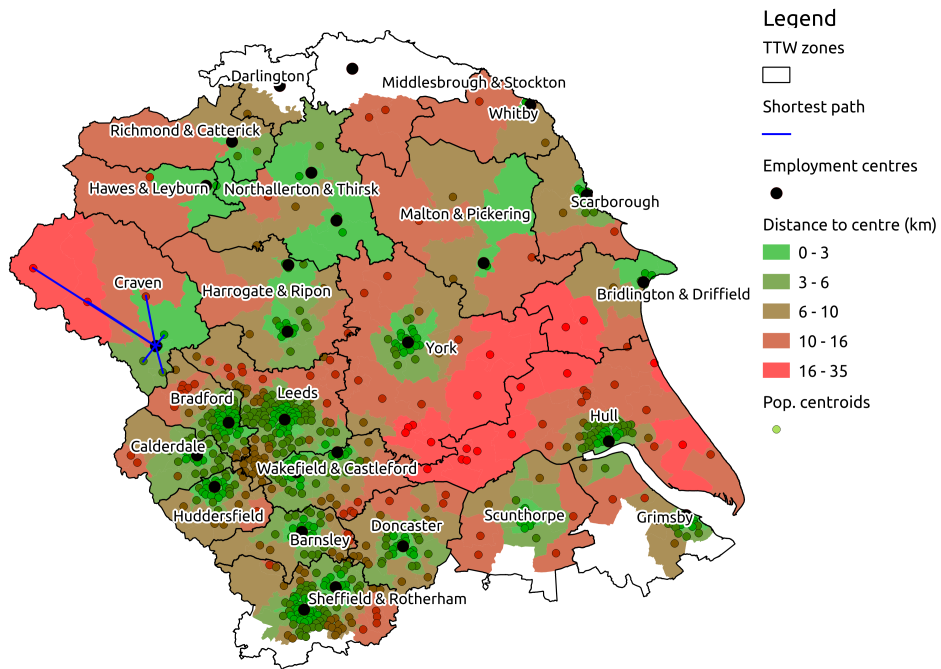 Legend
TTW zones
Shortest path
Employment centres
Distance to centre (km)
0 - 3
3 - 6
6 - 10
10 - 16
16 - 35
Pop. centroids
Darlington
Middlesbrough & Stockton
Whitby
Richmond & Catterick
Hawes & Leyburn
Northallerton & Thirsk
Scarborough
Malton & Pickering
Craven
Harrogate & Ripon
Bridlington & Driffield
York
Leeds
Bradford
Hull
Calderdale
Wakefield & Castleford
Huddersfield
Scunthorpe
Grimsby
Doncaster
Barnsley
Sheffield & Rotherham